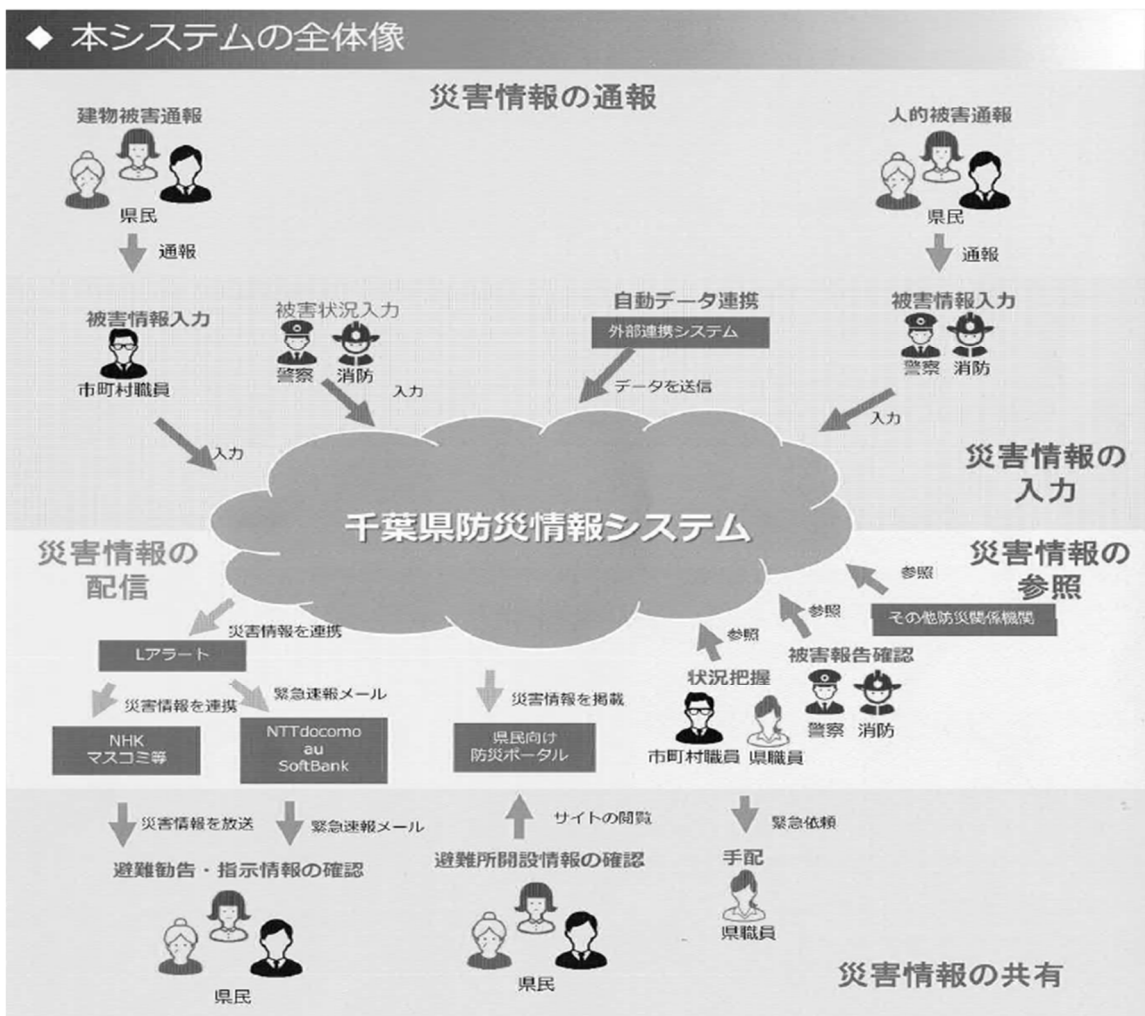 ◆ 本システムの全体像
災害情報の通報
建物被害通報
県民
通報
人的被害通報
県民
通報
被害情報入力
市町村職員
入力
被害状況入力
警察 消防
入力
自動データ連携
外部連携システム
データを送信
被害情報入力
警察 消防
入力
災害情報の
入力
千葉県防災情報システム
災害情報の
配信
災害情報を連携
Lアラート
災害情報を連携
緊急速報メール
NHK
マスコミ等
NTTdocomo
au
SoftBank
災害情報を掲載
県民向け
防災ポータル
災害情報の
参照
参照
その他防災関係機関
参照
被害報告確認
警察 消防
参照
状況把握
市町村職員 県職員
災害情報を放送
緊急速報メール
避難勧告・指示情報の確認
県民
サイトの閲覧
避難所開設情報の確認
県民
緊急依頼
手配
県職員
災害情報の共有